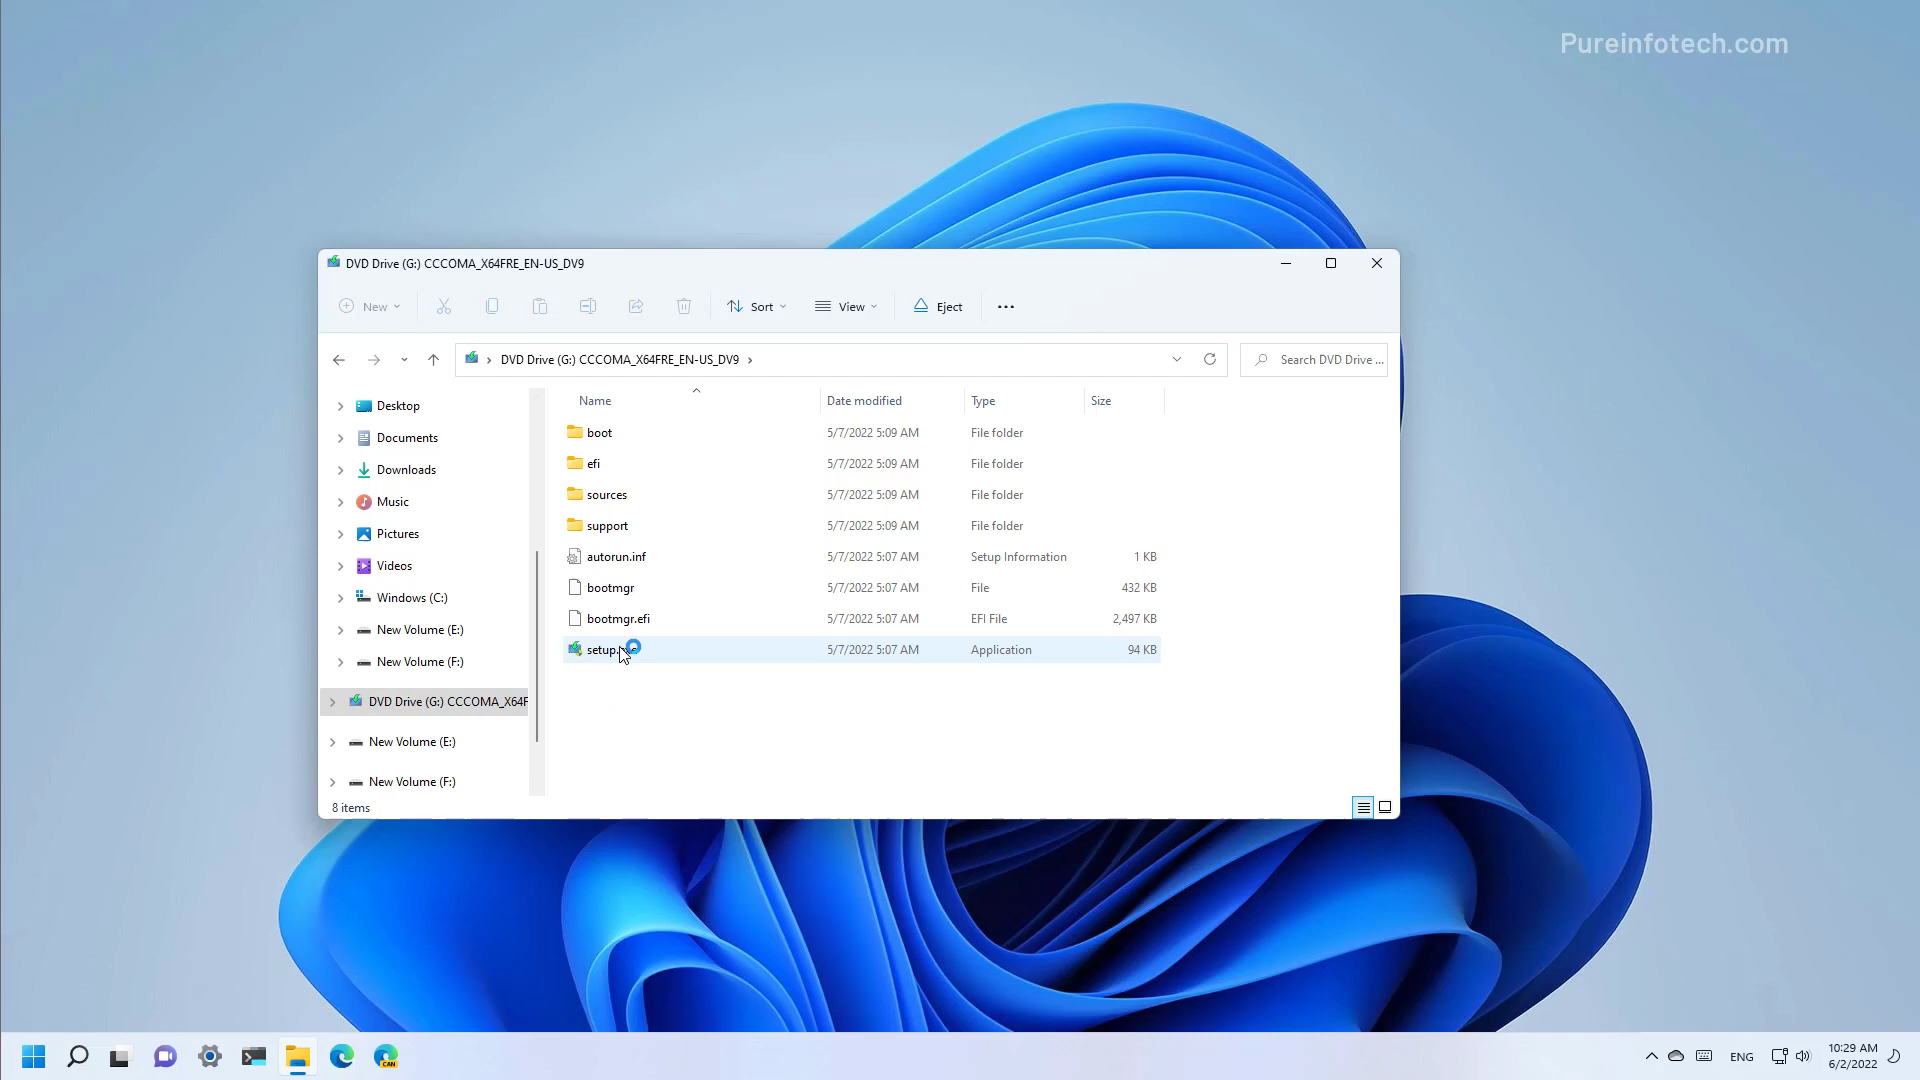 Pureinfotech.com
DVD Drive (G:) CCCOMA_X64FRE_EN-US_DV9
New
Sort
View
Eject
DVD Drive (G:) CCCOMA_X64FRE_EN-US_DV9
Search DVD Drive ...
Desktop
Documents
Downloads
Music
Pictures
Videos
Windows (C:)
New Volume (E:)
New Volume (F:)
DVD Drive (G:) CCCOMA_X64F
New Volume (E:)
New Volume (F:)
Name Date modified Type Size
boot 5/7/2022 5:09 AM File folder
efi 5/7/2022 5:09 AM File folder
sources 5/7/2022 5:09 AM File folder
support 5/7/2022 5:09 AM File folder
autorun.inf 5/7/2022 5:07 AM Setup Information 1 KB
bootmgr 5/7/2022 5:07 AM File 432 KB
bootmgr.efi 5/7/2022 5:07 AM EFI File 2,497 KB
setup. 5/7/2022 5:07 AM Application 94 KB
8 items
CAN
ENG
10:29 AM
6/2/2022